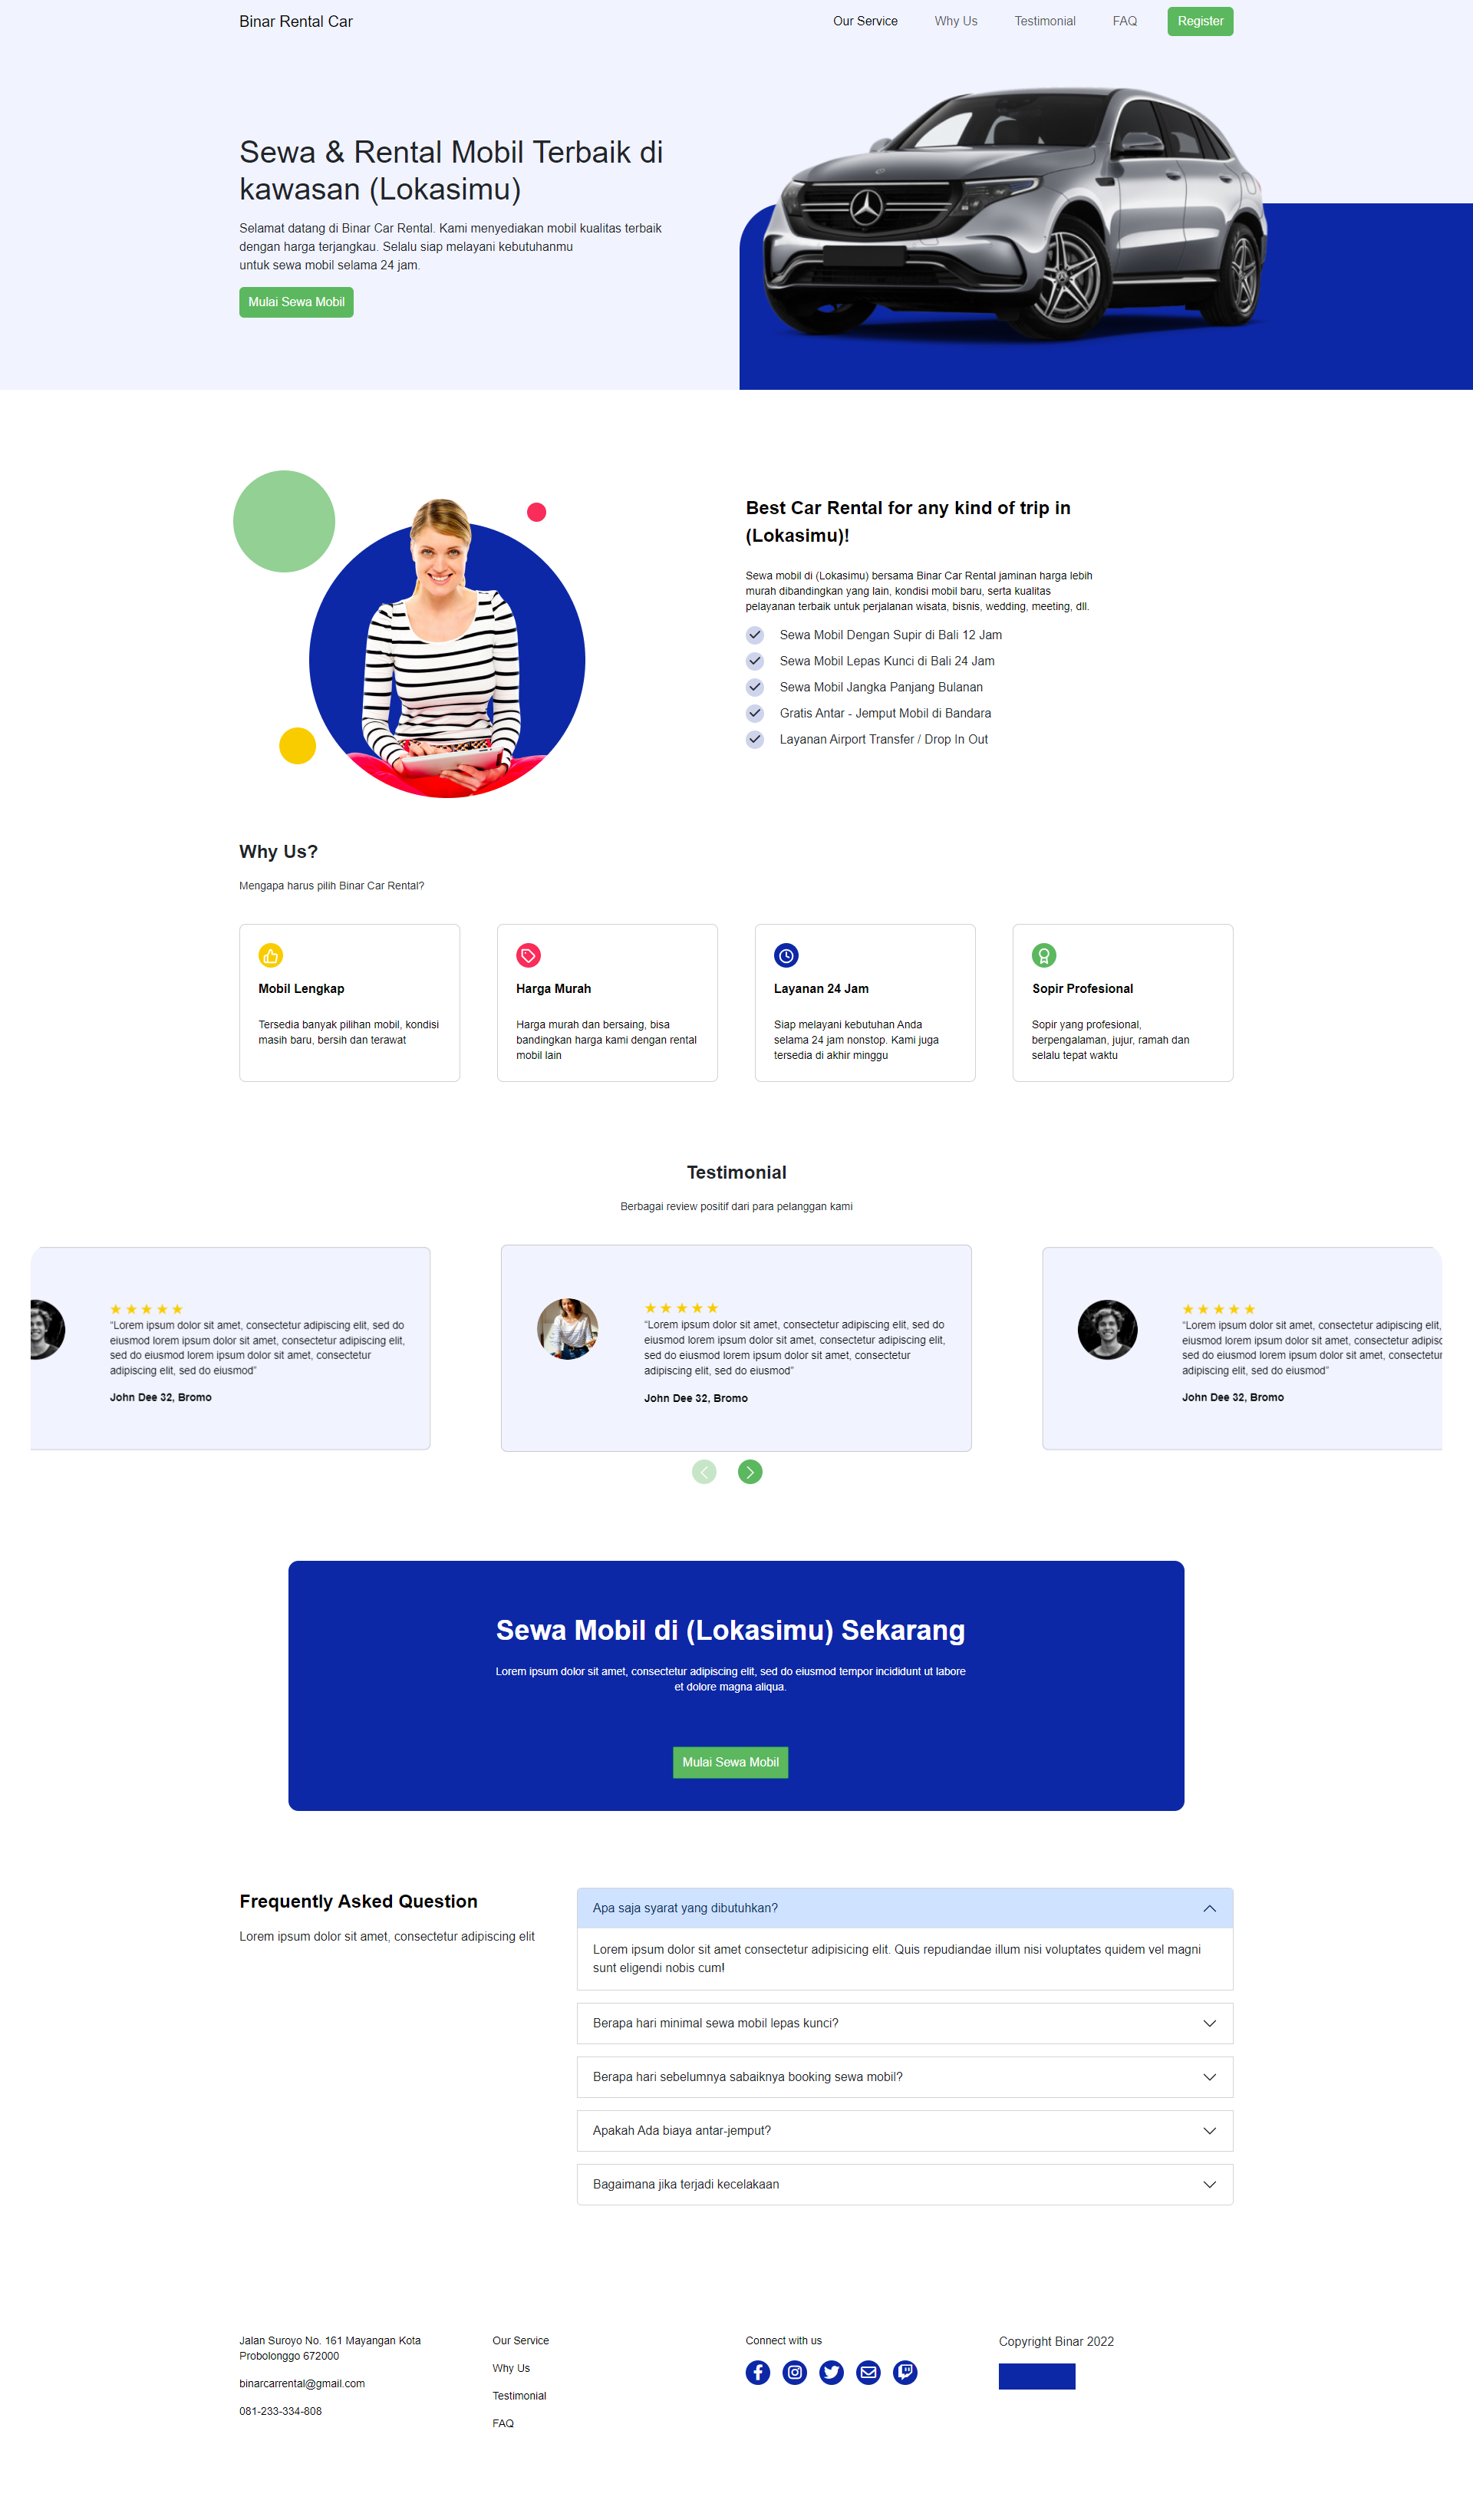 Binar Rental Car
Our Service
Why Us
Testimonial
FAQ
Register
Sewa & Rental Mobil Terbaik di
kawasan (Lokasimu)
Selamat datang di Binar Car Rental. Kami menyediakan mobil kualitas terbaik
dengan harga terjangkau. Selalu siap melayani kebutuhanmu
untuk sewa mobil selama 24 jam.
Mulai Sewa Mobil
Best Car Rental for any kind of trip in
(Lokasimu)!
Sewa mobil di (Lokasimu) bersama Binar Car Rental jaminan harga lebih
murah dibandingkan yang lain, kondisi mobil baru, serta kualitas
pelayanan terbaik untuk perjalanan wisata, bisnis, wedding, meeting, dll.
Sewa Mobil Dengan Supir di Bali 12 Jam
Sewa Mobil Lepas Kunci di Bali 24 Jam
Sewa Mobil Jangka Panjang Bulanan
Gratis Antar - Jemput Mobil di Bandara
Layanan Airport Transfer / Drop In Out
Why Us?
Mengapa harus pilih Binar Car Rental?
Mobil Lengkap
Tersedia banyak pilihan mobil, kondisi
masih baru, bersih dan terawat
Harga Murah
Harga murah dan bersaing, bisa
bandingkan harga kami dengan rental
mobil lain
Layanan 24 Jam
Siap melayani kebutuhan Anda
selama 24 jam nonstop. Kami juga
tersedia di akhir minggu
Sopir Profesional
Sopir yang profesional,
berpengalaman, jujur, ramah dan
selalu tepat waktu
Testimonial
Berbagai review positif dari para pelanggan kami
“Lorem ipsum dolor sit amet, consectetur adipiscing elit, sed do
eiusmod lorem ipsum dolor sit amet, consectetur adipiscing elit,
sed do eiusmod lorem ipsum dolor sit amet, consectetur
adipiscing elit, sed do eiusmod”
John Dee 32, Bromo
“Lorem ipsum dolor sit amet, consectetur adipiscing elit, sed do
eiusmod lorem ipsum dolor sit amet, consectetur adipiscing elit,
sed do eiusmod lorem ipsum dolor sit amet, consectetur
adipiscing elit, sed do eiusmod”
John Dee 32, Bromo
“Lorem ipsum dolor sit amet, consectetur adipiscing elit,
eiusmod lorem ipsum dolor sit amet, consectetur
sed do eiusmod lorem ipsum dolor sit amet, consectetur
adipiscing elit, sed do eiusmod”
John Dee 32, Bromo
Sewa Mobil di (Lokasimu) Sekarang
Lorem ipsum dolor sit amet, consectetur adipiscing elit, sed do eiusmod tempor incididunt ut labore
et dolore magna aliqua.
Mulai Sewa Mobil
Frequently Asked Question
Lorem ipsum dolor sit amet, consectetur adipiscing elit
Apa saja syarat yang dibutuhkan?
Lorem ipsum dolor sit amet consectetur adipisicing elit. Quis repudiandae illum nisi voluptates quidem vel magni
sunt eligendi nobis cum!
Berapa hari minimal sewa mobil lepas kunci?
Berapa hari sebelumnya sabaiknya booking sewa mobil?
Apakah Ada biaya antar-jemput?
Bagaimana jika terjadi kecelakaan
Jalan Suroyo No. 161 Mayangan Kota
Probolonggo 672000
binarcarrental@gmail.com
081-233-334-808
Our Service
Why Us
Testimonial
FAQ
Connect with us
Copyright Binar 2022